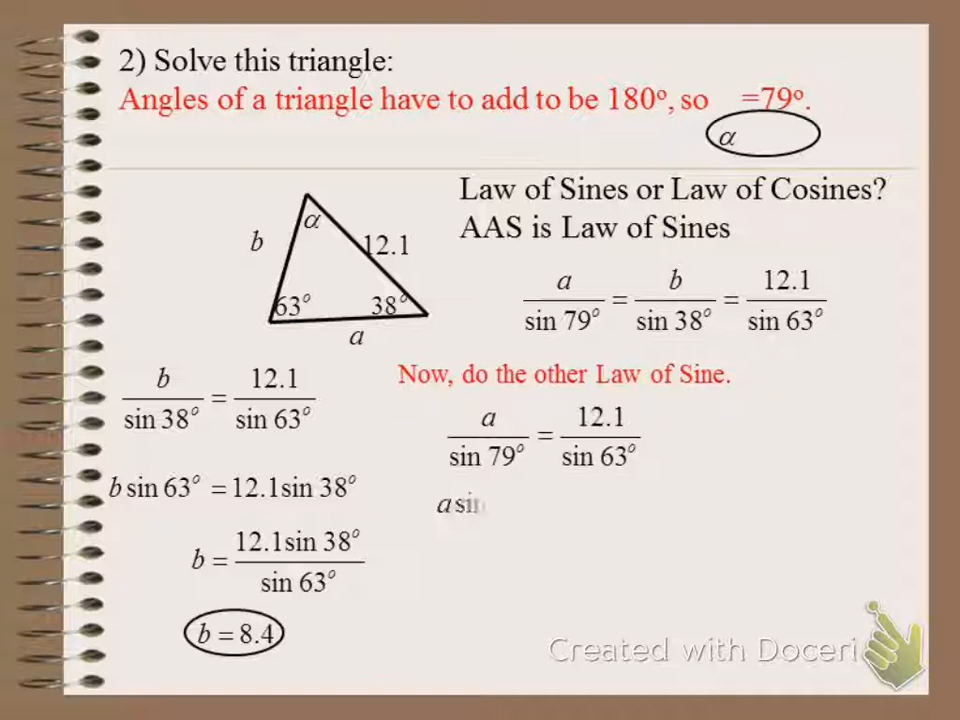 2) Solve this triangle:
Angles of a triangle have to add to be 180°, so =79°.
α
Law of Sines or Law of Cosines?
AAS is Law of Sines
α
b
12.1
63°
38°
a
a / sin 79° = b / sin 38° = 12.1 / sin 63°
b / sin 38° = 12.1 / sin 63°
b sin 63° = 12.1sin 38°
b = 12.1sin 38° / sin 63°
b = 8.4
Now, do the other Law of Sine.
a / sin 79° = 12.1 / sin 63°
a sin
Created with Doceri